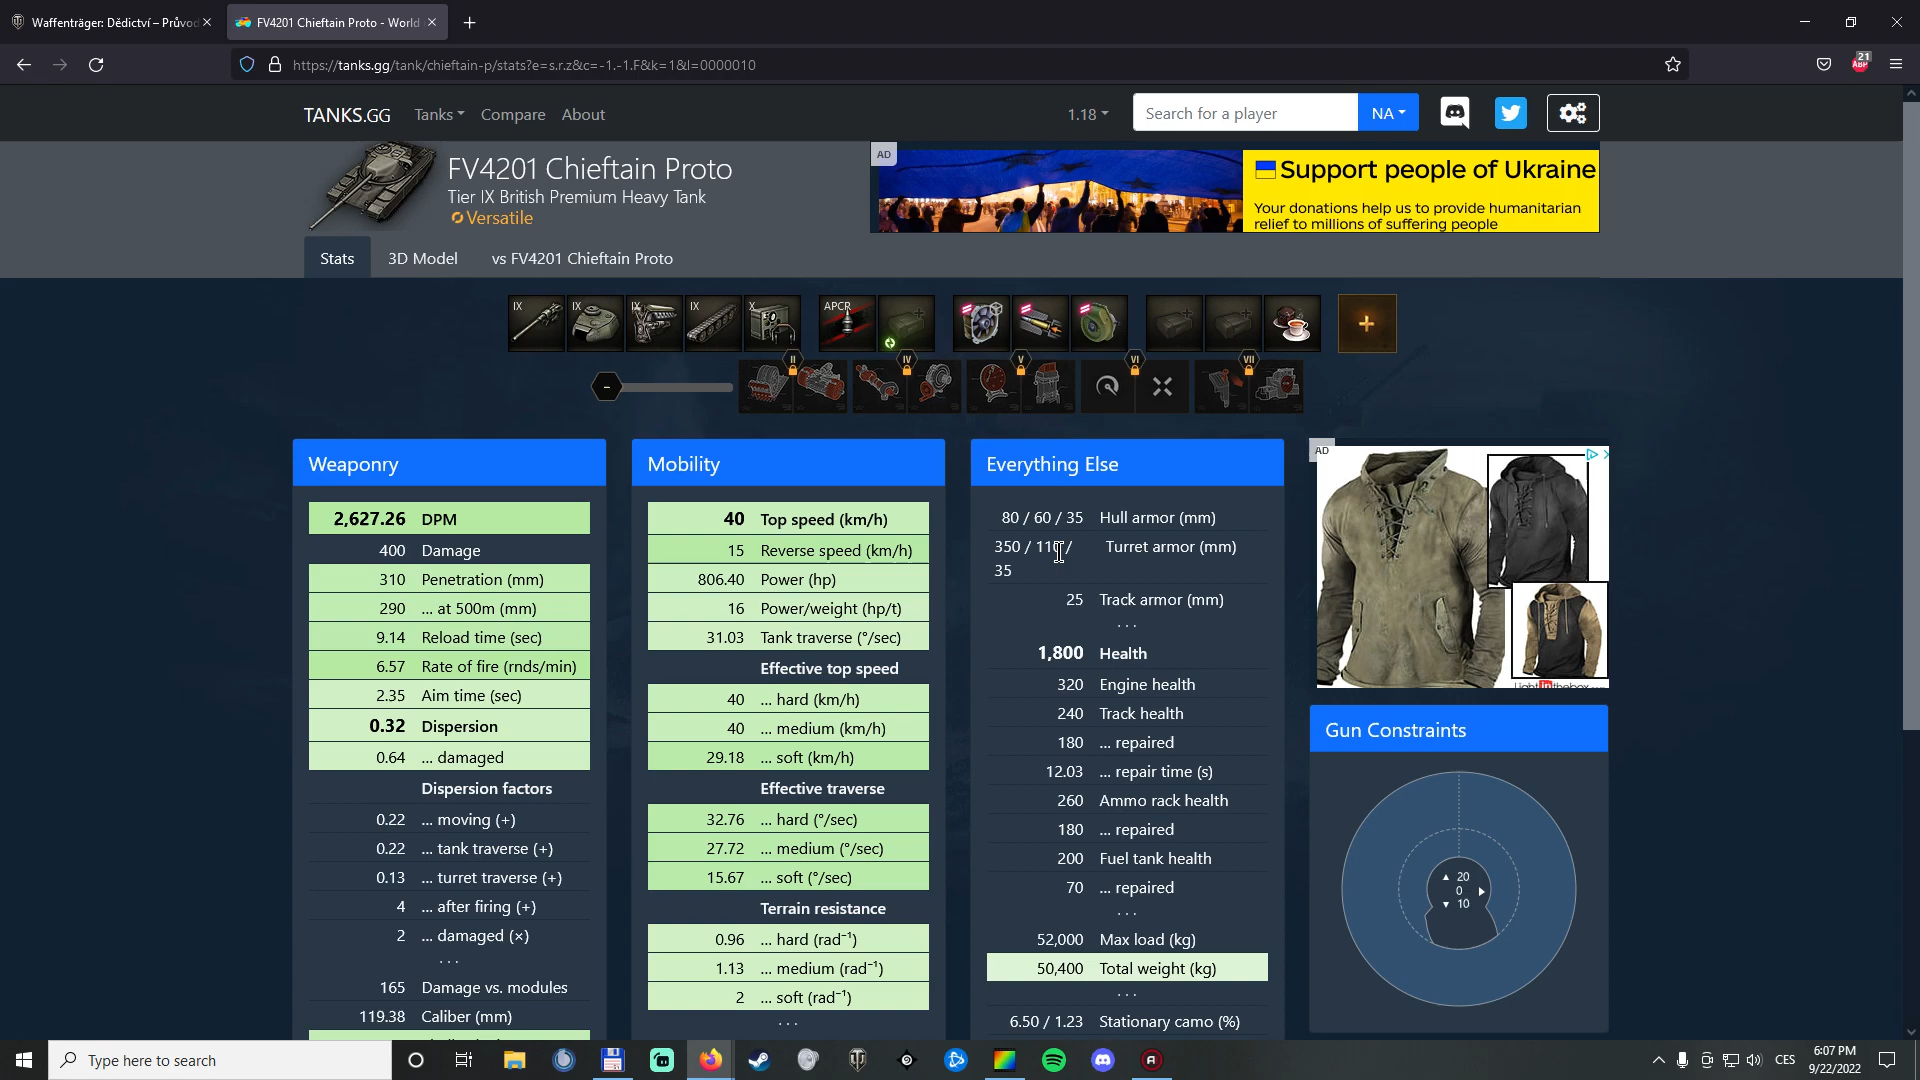 Waffenträger: Dědictví – Průvod
FV4201 Chieftain Proto - World
https://tanks.gg/tank/chieftain-p/stats?e=s.r.z&c=-1.-1.F&k=1&l=0000010
21
ABP
TANKS.GG
Tanks
Compare
About
1.18
Search for a player
NA
FV4201 Chieftain Proto
Tier IX British Premium Heavy Tank
Versatile
AD
Support people of Ukraine
Your donations help us to provide humanitarian
relief to millions of suffering people
Stats
3D Model
vs FV4201 Chieftain Proto
IX
IX
IX
IX
X
APCR
II
IV
V
VI
VII
Weaponry
2,627.26 DPM
400 Damage
310 Penetration (mm)
290 ... at 500m (mm)
9.14 Reload time (sec)
6.57 Rate of fire (rnds/min)
2.35 Aim time (sec)
0.32 Dispersion
0.64 ... damaged
Dispersion factors
0.22 ... moving (+)
0.22 ... tank traverse (+)
0.13 ... turret traverse (+)
4 ... after firing (+)
2 ... damaged (×)
...
165 Damage vs. modules
119.38 Caliber (mm)
Mobility
40 Top speed (km/h)
15 Reverse speed (km/h)
806.40 Power (hp)
16 Power/weight (hp/t)
31.03 Tank traverse (°/sec)
Effective top speed
40 ... hard (km/h)
40 ... medium (km/h)
29.18 ... soft (km/h)
Effective traverse
32.76 ... hard (°/sec)
27.72 ... medium (°/sec)
15.67 ... soft (°/sec)
Terrain resistance
0.96 ... hard (rad⁻¹)
1.13 ... medium (rad⁻¹)
2 ... soft (rad⁻¹)
...
Everything Else
80 / 60 / 35 Hull armor (mm)
350 / / Turret armor (mm)
35
25 Track armor (mm)
...
1,800 Health
320 Engine health
240 Track health
180 ... repaired
12.03 ... repair time (s)
260 Ammo rack health
180 ... repaired
200 Fuel tank health
70 ... repaired
...
52,000 Max load (kg)
50,400 Total weight (kg)
...
6.50 / 1.23 Stationary camo (%)
AD
LightInTheBox
Gun Constraints
20
0
10
Type here to search
CES
6:07 PM
9/22/2022